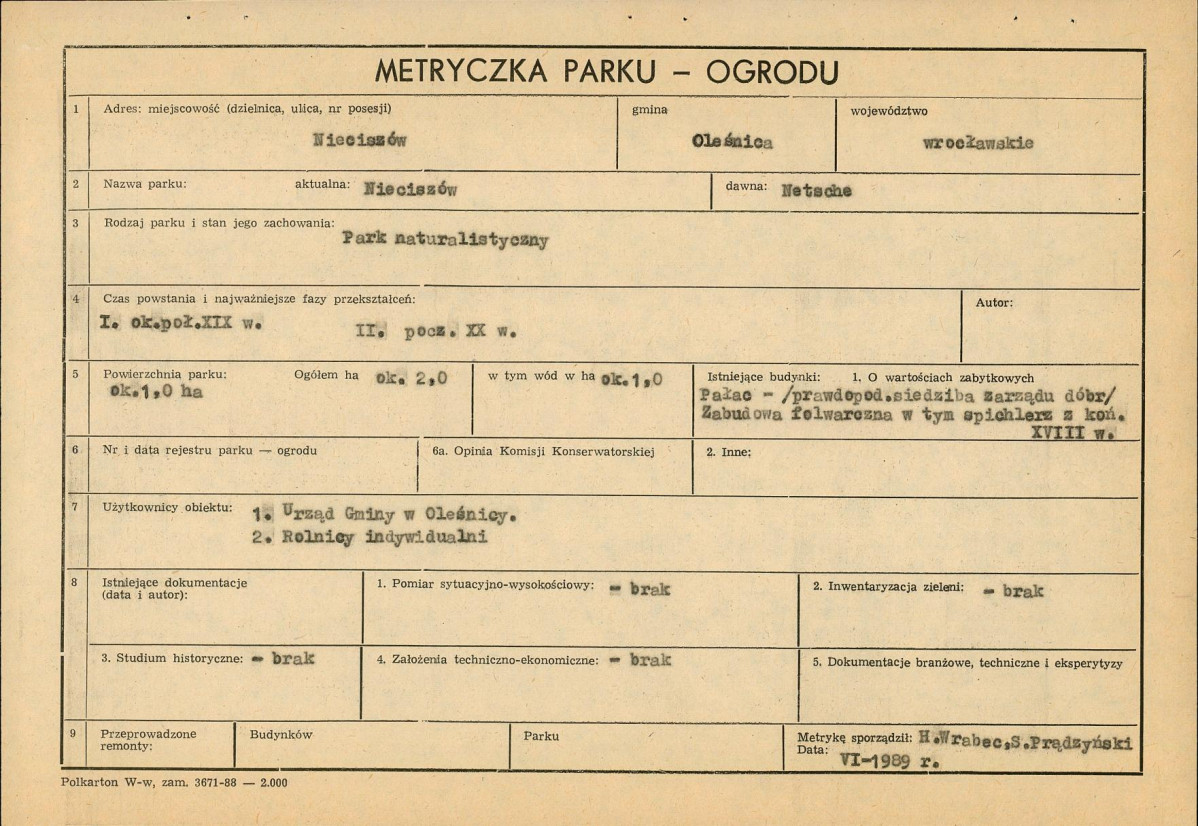 METRYCZKA PARKU – OGRODU
1 Adres: miejscowość (dzielnica, ulica, nr posesji) gmina województwo
Nieciszów Oleśnica wrocławskie
2 Nazwa parku: aktualna: Nieciszów dawna: Netsche
3 Rodzaj parku i stan jego zachowania:
Park naturalistyczny
4 Czas powstania i najważniejsze fazy przekształceń: Autor:
I. ok.poł.XIX w. II. pocz. XX w.
5 Powierzchnia parku: Ogółem ha ok. 2,0 w tym wód w ha ok.1,0 Istniejące budynki: 1. O wartościach zabytkowych
ok.1,0 ha Pałac - /prawdopod.siedziba zarządu dóbr/
Zabudowa folwarczna w tym spichlerz z koń.
XVIII w.
6 Nr i data rejestru parku — ogrodu 6a. Opinia Komisji Konserwatorskiej 2. Inne:
7 Użytkownicy obiektu: 1. Urząd Gminy w Oleśnicy.
2. Rolnicy indywidualni
8 Istniejące dokumentacje 1. Pomiar sytuacyjno-wysokościowy: - brak 2. Inwentaryzacja zieleni: - brak
(data i autor):
3. Studium historyczne: - brak 4. Założenia techniczno-ekonomiczne: - brak 5. Dokumentacje branżowe, techniczne i eksperytyzy
9 Przeprowadzone Budynków Parku Metrykę sporządził: H.Wrabec,S.Prądzyński
remonty: Data: VI-1989 r.
Polkarton W-w, zam. 3671-88 — 2.000